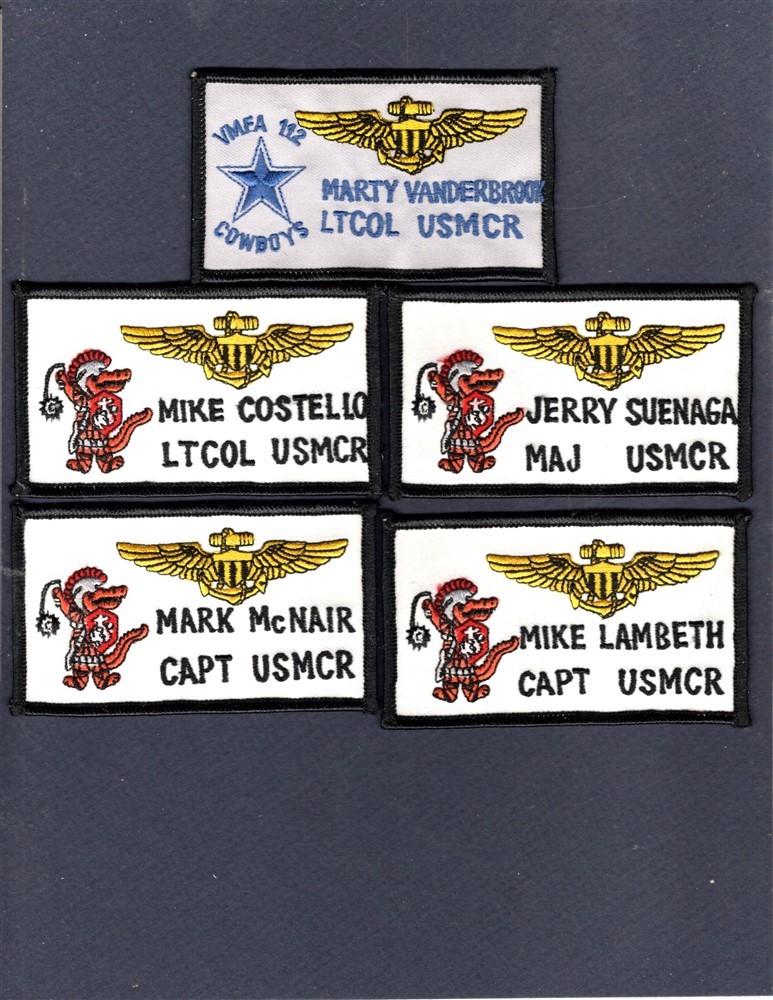 VMFA 112
COWBOYS
MARTY VANDERBROOK
LTCOL USMCR
MIKE COSTELLO
LTCOL USMCR
JERRY SUENAGA
MAJ USMCR
MARK McNAIR
CAPT USMCR
MIKE LAMBETH
CAPT USMCR